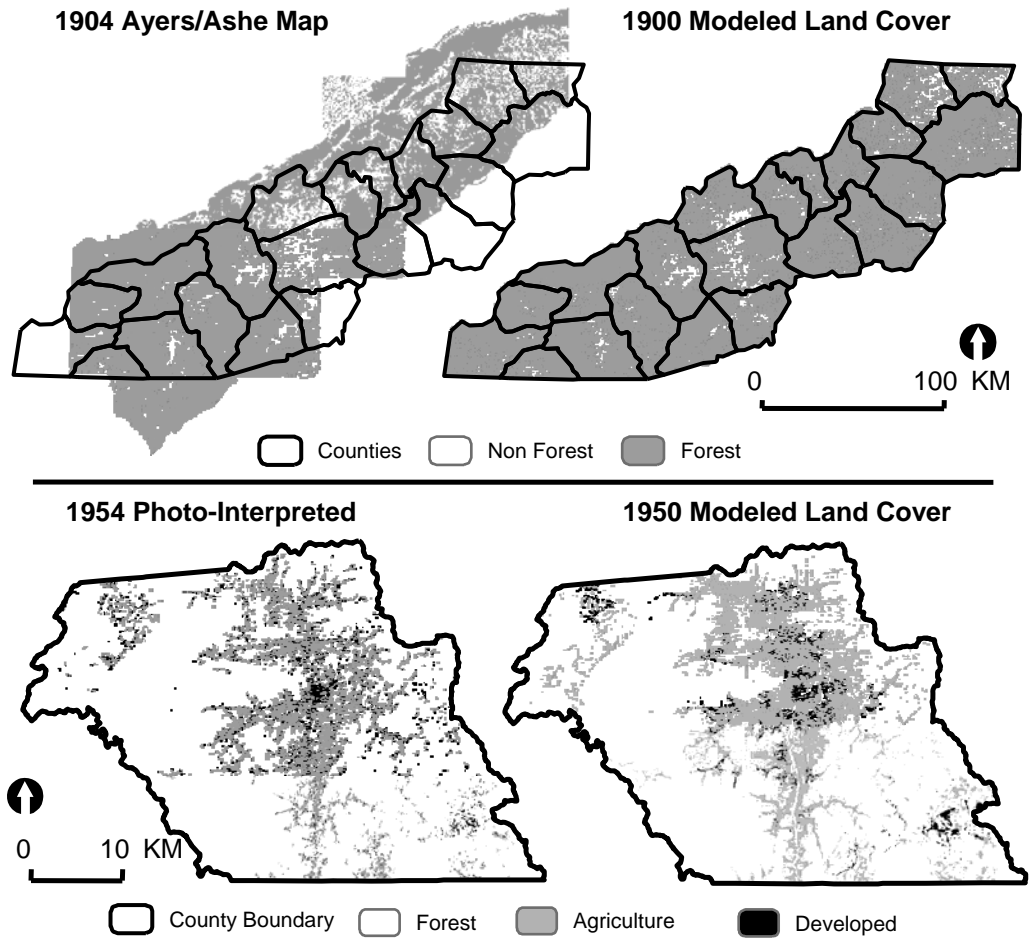 1904 Ayers/Ashe Map
1900 Modeled Land Cover
0 100 KM
Counties Non Forest Forest
1954 Photo-Interpreted
1950 Modeled Land Cover
0 10 KM
County Boundary Forest Agriculture Developed